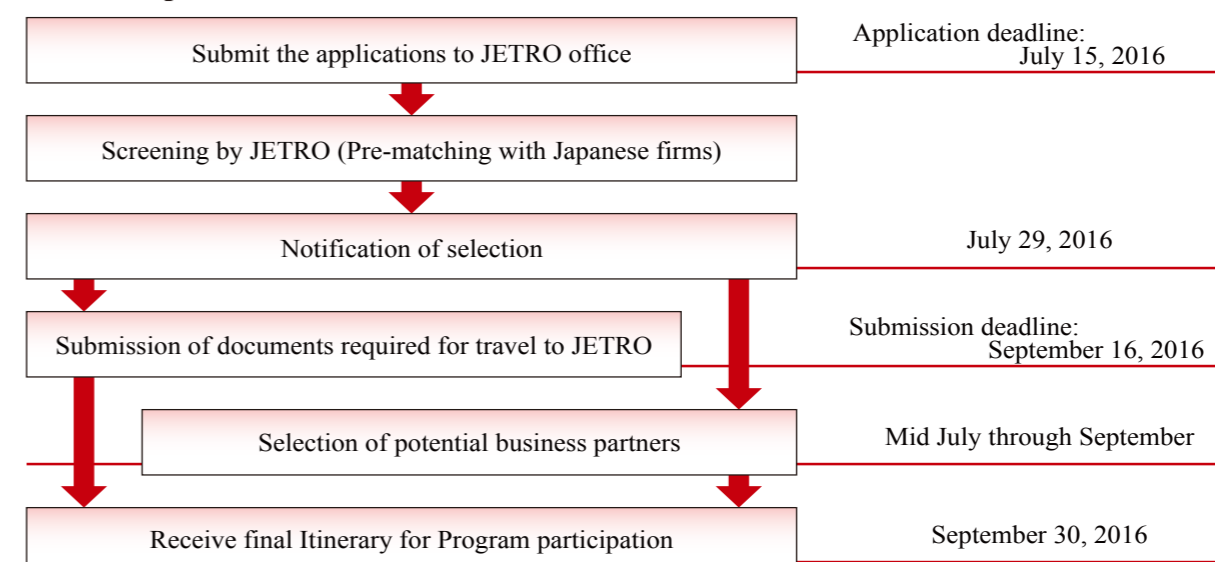 Submit the applications to JETRO office
Application deadline:
July 15, 2016
Screening by JETRO (Pre-matching with Japanese firms)
Notification of selection
July 29, 2016
Submission of documents required for travel to JETRO
Submission deadline:
September 16, 2016
Selection of potential business partners
Mid July through September
Receive final Itinerary for Program participation
September 30, 2016